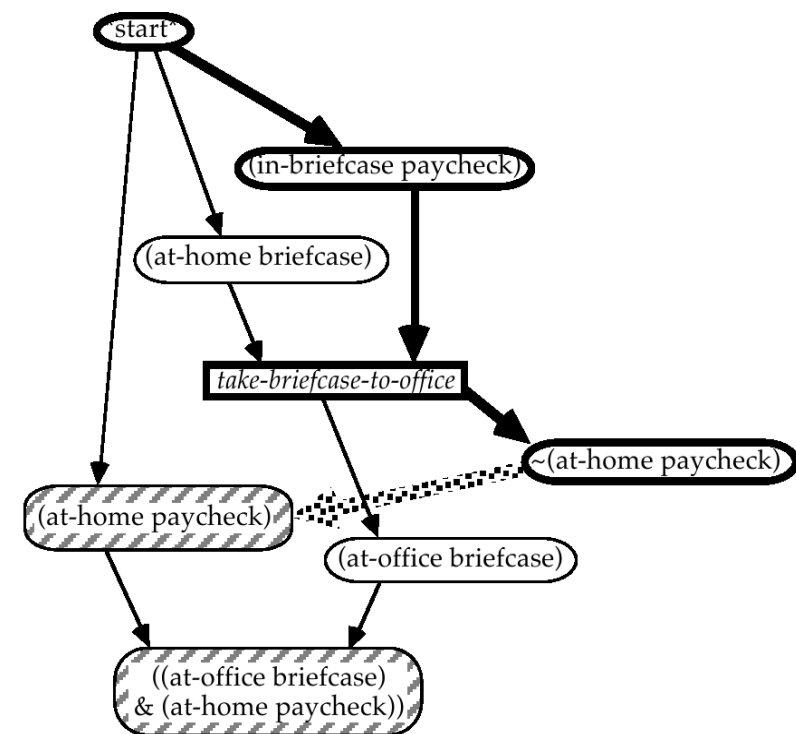 *start*
(in-briefcase paycheck)
(at-home briefcase)
take-briefcase-to-office
~(at-home paycheck)
(at-home paycheck)
(at-office briefcase)
((at-office briefcase)
& (at-home paycheck))